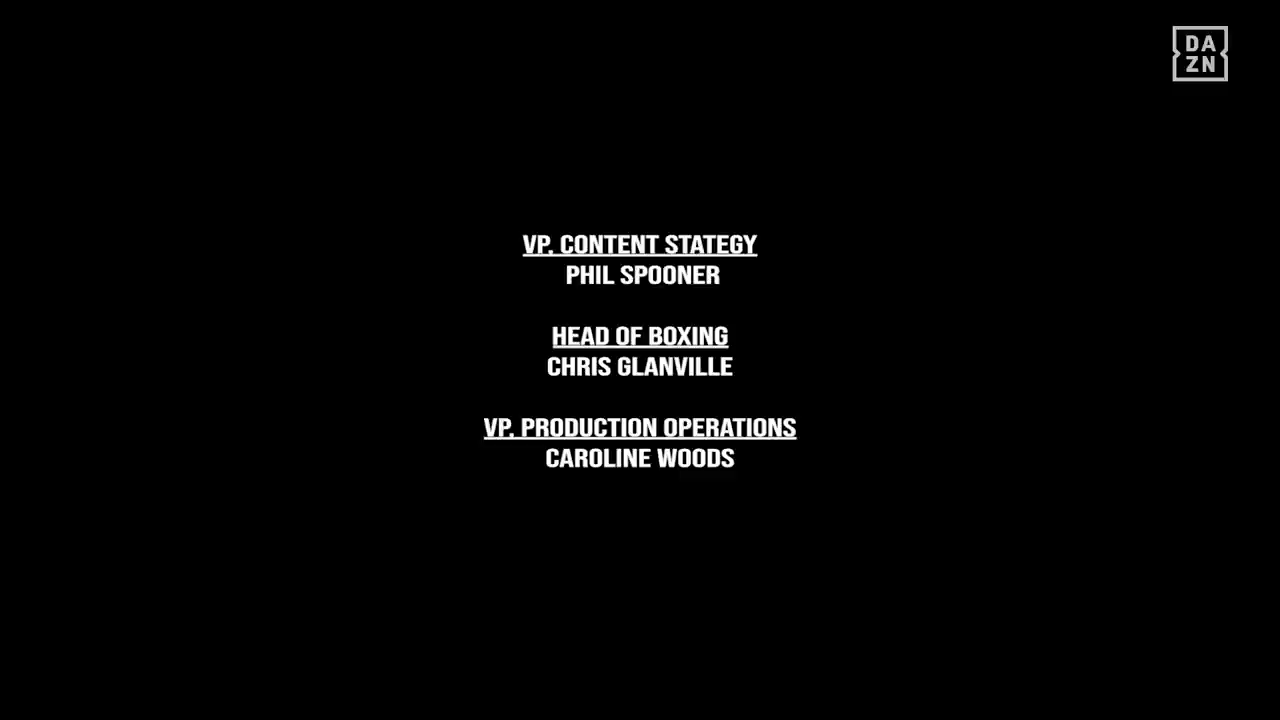 DA
ZN
VP, CONTENT STATEGY
PHIL SPOONER
HEAD OF BOXING
CHRIS GLANVILLE
VP, PRODUCTION OPERATIONS
CAROLINE WOODS